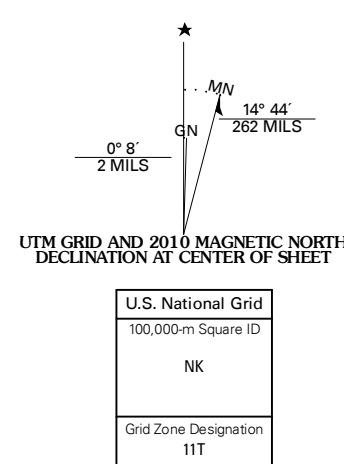 MN
14° 44´
262 MILS
GN
0° 8´
2 MILS
UTM GRID AND 2010 MAGNETIC NORTH
DECLINATION AT CENTER OF SHEET
U.S. National Grid
100,000-m Square ID
NK
Grid Zone Designation
11T